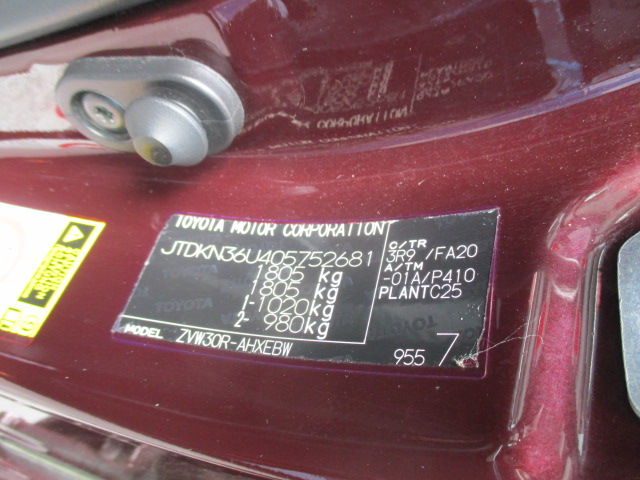 TOYOTA MOTOR CORPORATION
JTDKN36U405752681
1805 kg
1805 kg
1-1020kg
2- 980kg
MODEL ZVW30R-AHXEBW
C/TR
3R9 /FA20
A/TM
-01A/P410
PLANTC25
955 7